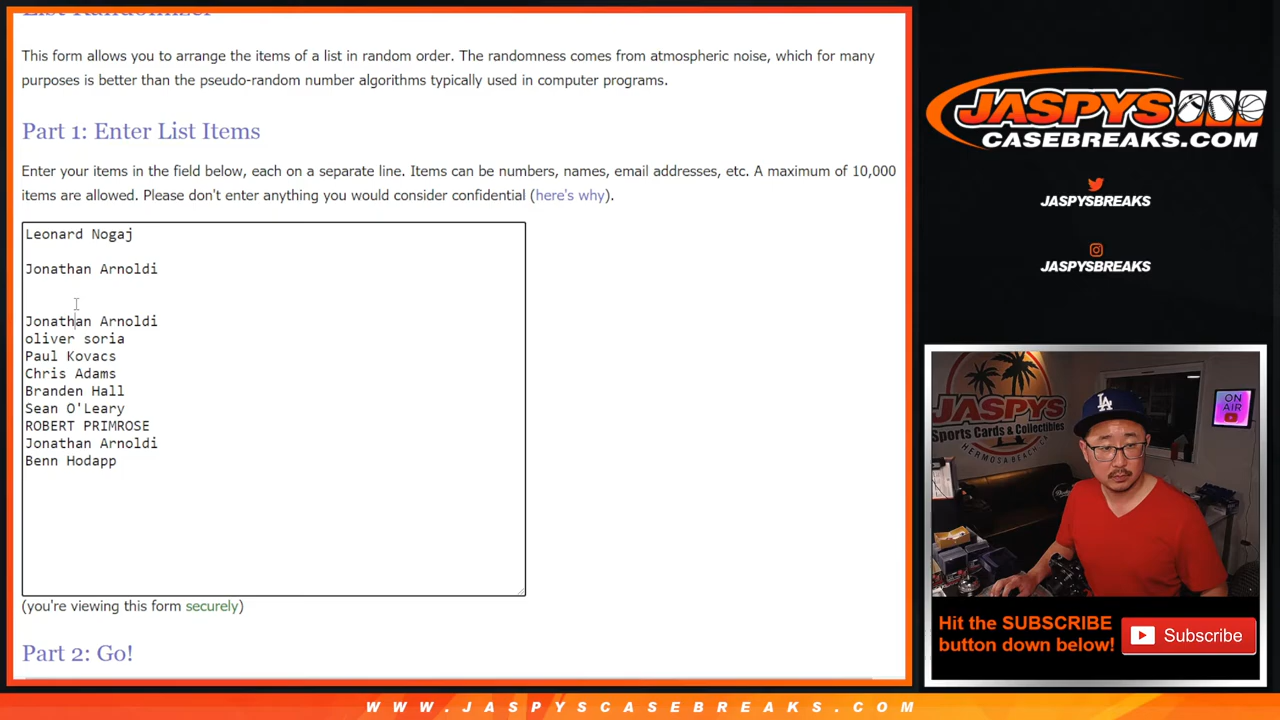 List Randomizer
This form allows you to arrange the items of a list in random order. The randomness comes from atmospheric noise, which for many
purposes is better than the pseudo-random number algorithms typically used in computer programs.
Part 1: Enter List Items
Enter your items in the field below, each on a separate line. Items can be numbers, names, email addresses, etc. A maximum of 10,000
items are allowed. Please don't enter anything you would consider confidential (here's why).
Leonard Nogaj
Jonathan Arnoldi
Jonathan Arnoldi
oliver soria
Paul Kovacs
Chris Adams
Branden Hall
Sean O'Leary
ROBERT PRIMROSE
Jonathan Arnoldi
Benn Hodapp
(you're viewing this form securely)
Part 2: Go!
JASPYS
CASEBREAKS.COM
JASPYSBREAKS
JASPYSBREAKS
JASPYS
Sports Cards & Collectibles
HERMOSA BEACH, CA
ON
AIR
LA
Hit the SUBSCRIBE
button down below!
Subscribe
WWW.JASPYSCASEBREAKS.COM